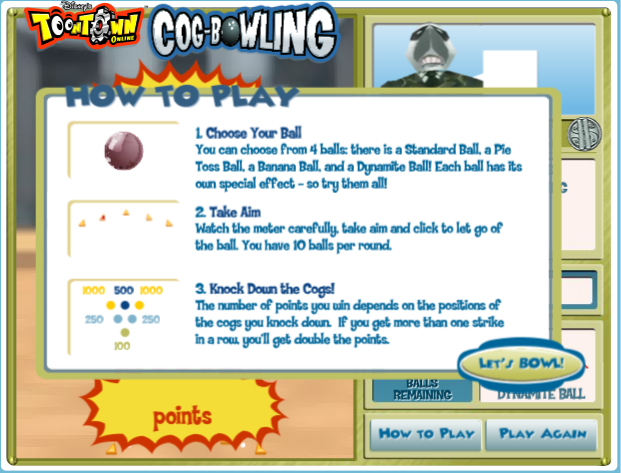 Disney's
TOONTOWN
ONLINE
COG-BOWLING
HOW TO PLAY
1. Choose Your Ball
You can choose from 4 balls: there is a Standard Ball, a Pie
Toss Ball, a Banana Ball, and a Dynamite Ball! Each ball has its
own special effect - so try them all!
2. Take Aim
Watch the meter carefully, take aim and click to let go of
the ball. You have 10 balls per round.
1000 500 1000
250 250
100
3. Knock Down the Cogs!
The number of points you win depends on the positions of
the cogs you knock down. If you get more than one strike
in a row, you'll get double the points.
LET'S BOWL!
BALLS
REMAINING
DYNAMITE BALL
points
HOW TO PLAY
PLAY AGAIN